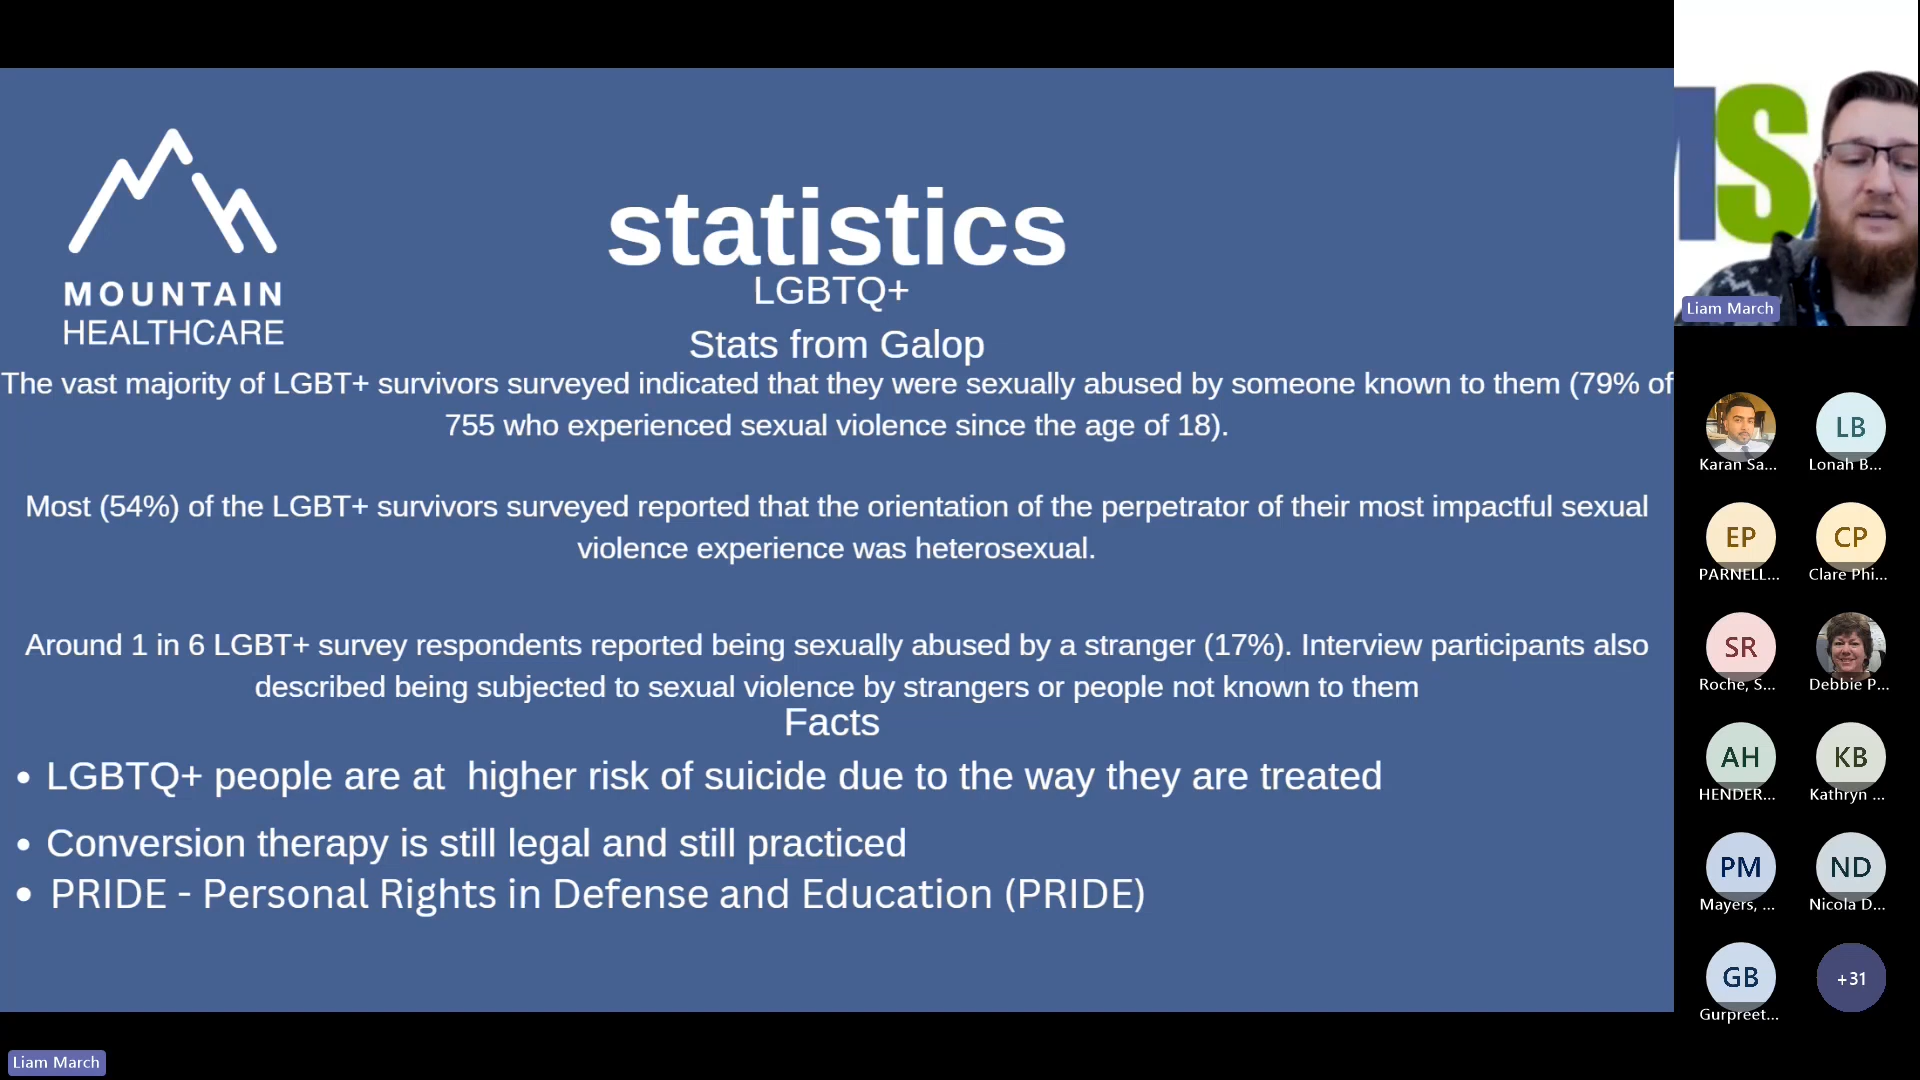 MOUNTAIN
HEALTHCARE
statistics
LGBTQ+
Stats from Galop
The vast majority of LGBT+ survivors surveyed indicated that they were sexually abused by someone known to them (79% of
755 who experienced sexual violence since the age of 18).
Most (54%) of the LGBT+ survivors surveyed reported that the orientation of the perpetrator of their most impactful sexual
violence experience was heterosexual.
Around 1 in 6 LGBT+ survey respondents reported being sexually abused by a stranger (17%). Interview participants also
described being subjected to sexual violence by strangers or people not known to them
Facts
• LGBTQ+ people are at  higher risk of suicide due to the way they are treated
• Conversion therapy is still legal and still practiced
• PRIDE - Personal Rights in Defense and Education (PRIDE)
Liam March
S
Liam March
Karan Sa...
LB
Lonah B...
EP
PARNELL...
CP
Clare Phi...
SR
Roche, S...
Debbie P...
AH
HENDER...
KB
Kathryn ...
PM
Mayers, ...
ND
Nicola D...
GB
Gurpreet...
+31